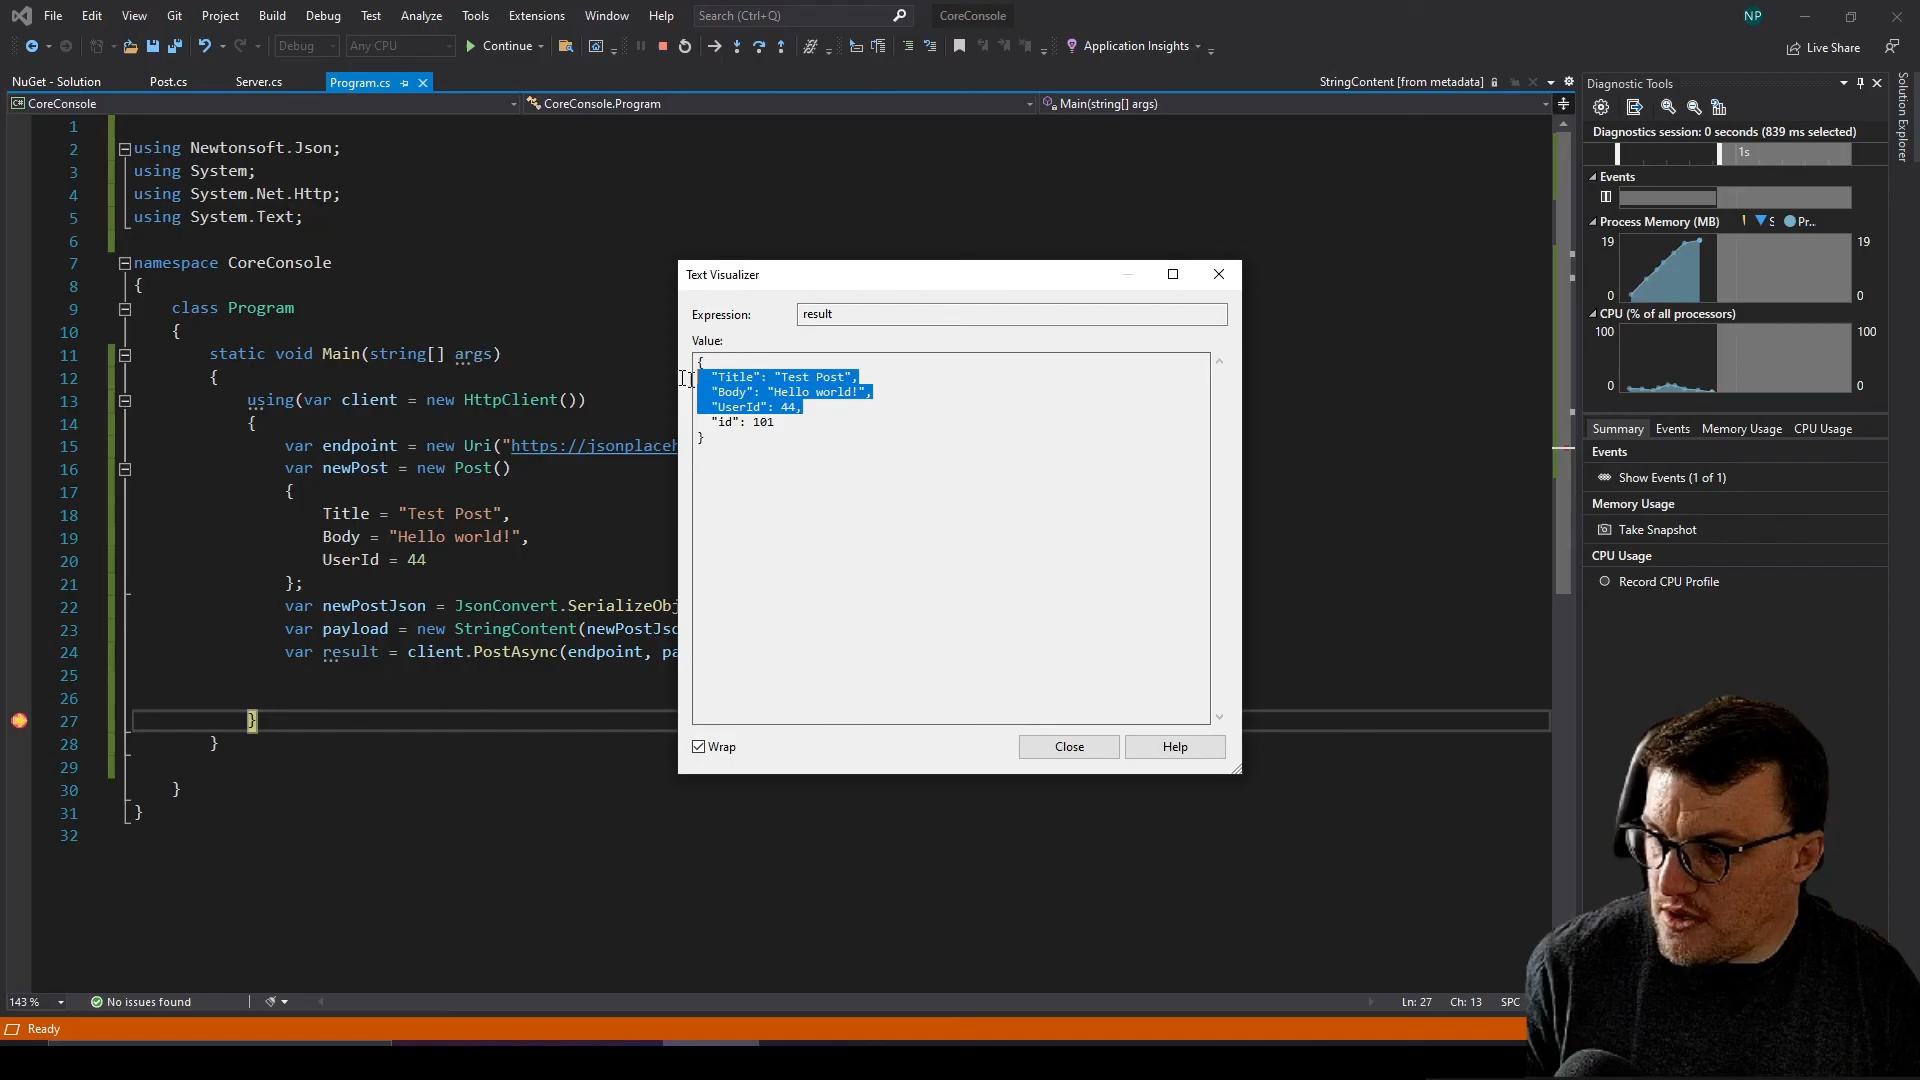 File Edit View Git Project Build Debug Test Analyze Tools Extensions Window Help Search (Ctrl+Q) CoreConsole NP
Debug Any CPU Continue Application Insights Live Share
NuGet - Solution Post.cs Server.cs Program.cs StringContent [from metadata]
CoreConsole CoreConsole.Program Main(string[] args)
1
2 using Newtonsoft.Json;
3 using System;
4 using System.Net.Http;
5 using System.Text;
6
7 namespace CoreConsole
8 {
9 class Program
10 {
11 static void Main(string[] args)
12 {
13 using(var client = new HttpClient())
14 {
15 var endpoint = new Uri("https://jsonplaceh
16 var newPost = new Post()
17 {
18 Title = "Test Post",
19 Body = "Hello world!",
20 UserId = 44
21 };
22 var newPostJson = JsonConvert.SerializeObj
23 var payload = new StringContent(newPostJso
24 var result = client.PostAsync(endpoint, pa
25
26
27 }
28 }
29
30 }
31 }
32
Text Visualizer
Expression: result
Value:
{
"Title": "Test Post",
"Body": "Hello world!",
"UserId": 44,
"id": 101
}
Wrap Close Help
Diagnostic Tools
Diagnostics session: 0 seconds (839 ms selected)
1s
Events
Process Memory (MB) S Pr...
19 19
0 0
CPU (% of all processors)
100 100
0 0
Summary Events Memory Usage CPU Usage
Events
Show Events (1 of 1)
Memory Usage
Take Snapshot
CPU Usage
Record CPU Profile
Solution Explorer
143 % No issues found Ln: 27 Ch: 13 SPC
Ready